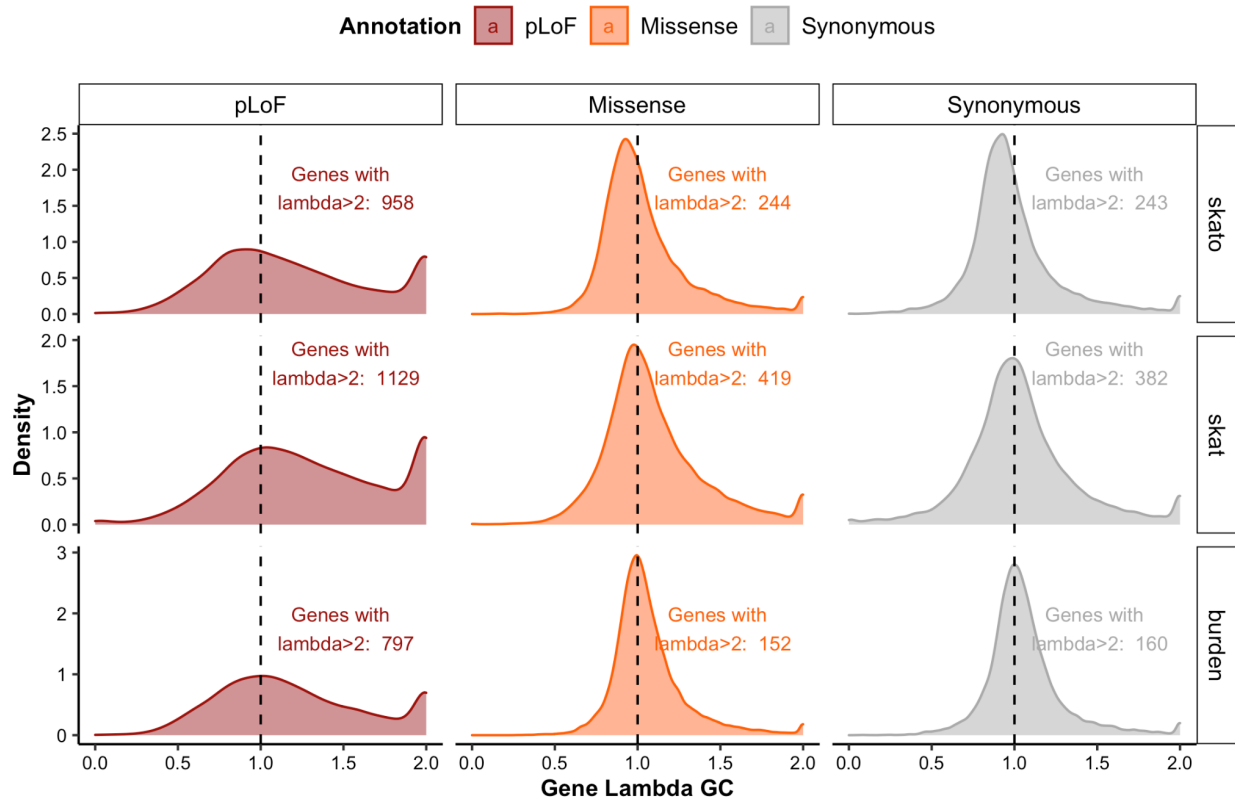 Annotation a pLoF a Missense a Synonymous
pLoF Missense Synonymous
2.5
2.0
1.5
1.0
0.5
0.0
Genes with
lambda>2: 958
Genes with
lambda>2: 244
Genes with
lambda>2: 243
skato
2.0
1.5
1.0
0.5
0.0
Genes with
lambda>2: 1129
Genes with
lambda>2: 419
Genes with
lambda>2: 382
skat
Density
3
2
1
0
Genes with
lambda>2: 797
Genes with
lambda>2: 152
Genes with
lambda>2: 160
burden
0.0 0.5 1.0 1.5 2.0 0.0 0.5 1.0 1.5 2.0 0.0 0.5 1.0 1.5 2.0
Gene Lambda GC